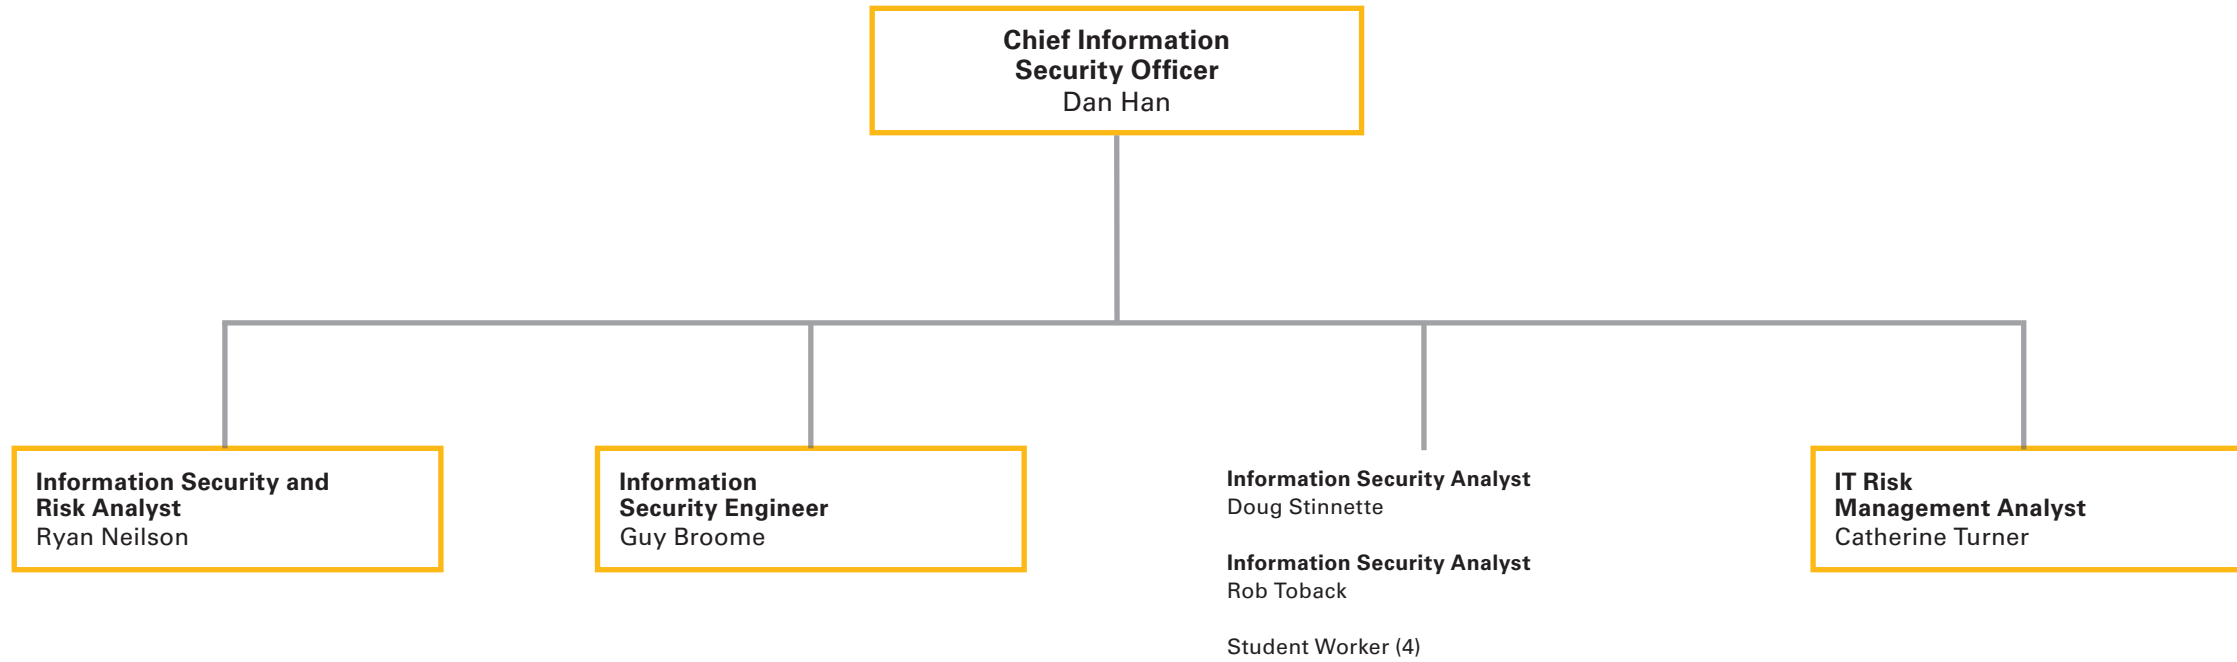 Chief Information
Security Officer
Dan Han
Information Security and
Risk Analyst
Ryan Neilson
Information
Security Engineer
Guy Broome
Information Security Analyst
Doug Stinnette
Information Security Analyst
Rob Toback
Student Worker (4)
IT Risk
Management Analyst
Catherine Turner